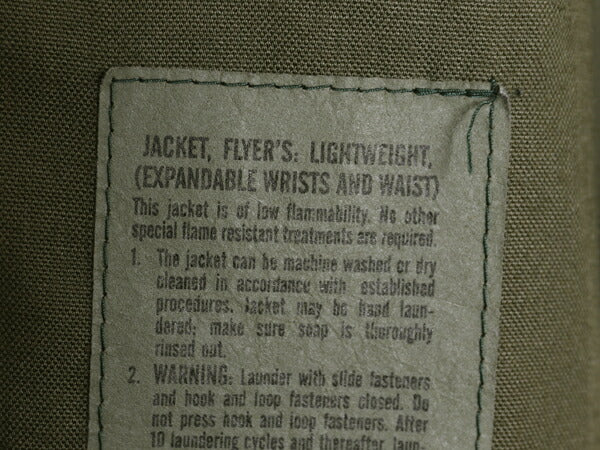 JACKET, FLYER'S: LIGHTWEIGHT,
(EXPANDABLE WRISTS AND WAIST)
This jacket is of low flammability. No other
special flame resistant treatments are required.
1. The jacket can be machine washed or dry
cleaned in accordance with established
procedures. Jacket may be hand laun-
dered; make sure soap is thoroughly
rinsed out.
2. WARNING: Launder with slide fasteners
and hook and loop fasteners closed. Do
not press hook and loop fasteners. After
10 laundering cycles and thereafter, laun-